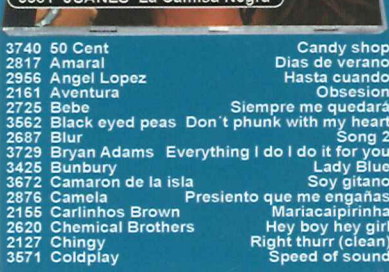 JUANES La Camisa Negra
3740 50 Cent Candy shop
2817 Amaral Dias de verano
2956 Angel Lopez Hasta cuando
2161 Aventura Obsesion
2725 Bebe Siempre me quedará
3562 Black eyed peas Don´t phunk with my heart
2687 Blur Song 2
3729 Bryan Adams Everything I do I do it for you
3425 Bunbury Lady Blue
3672 Camaron de la isla Soy gitano
2876 Camela Presiento que me engañas
2155 Carlinhos Brown Mariacaipirinha
2620 Chemical Brothers Hey boy hey girl
2127 Chingy Right thurr (clean)
3571 Coldplay Speed of sound